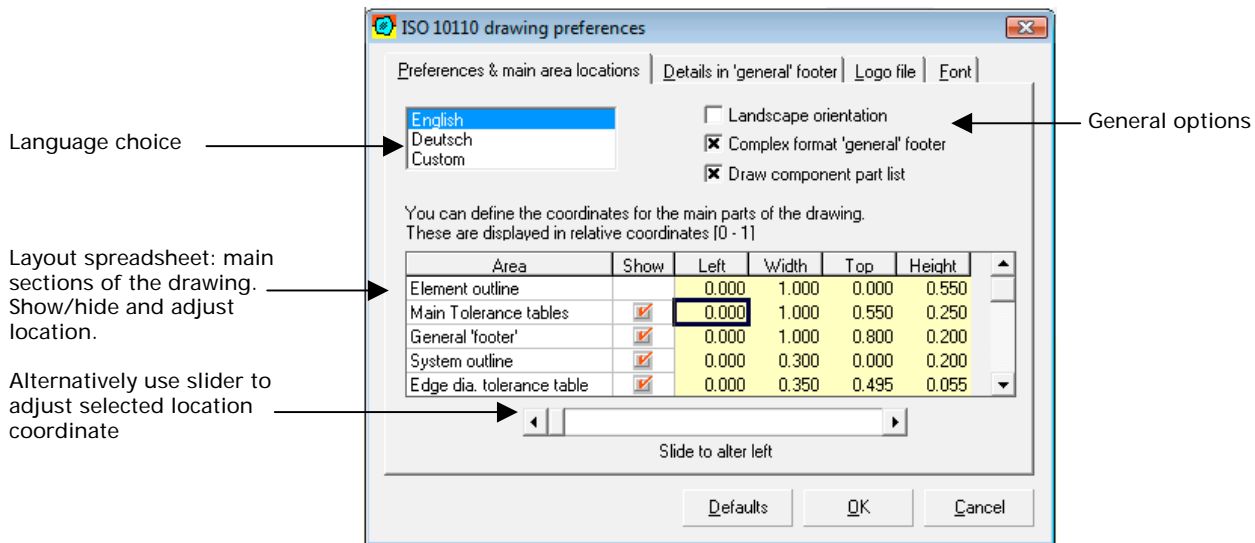 ISO 10110 drawing preferences
Preferences & main area locations
Details in 'general' footer
Logo file
Font
English
Deutsch
Custom
Landscape orientation
Complex format 'general' footer
Draw component part list
Language choice
General options
You can define the coordinates for the main parts of the drawing.
These are displayed in relative coordinates [0 - 1]
Layout spreadsheet: main
sections of the drawing.
Show/hide and adjust
location.
Area Show Left Width Top Height
Element outline 0.000 1.000 0.000 0.550
Main Tolerance tables 0.000 1.000 0.550 0.250
General 'footer' 0.000 1.000 0.800 0.200
System outline 0.000 0.300 0.000 0.200
Edge dia. tolerance table 0.000 0.350 0.495 0.055
Alternatively use slider to
adjust selected location
coordinate
Slide to alter left
Defaults
OK
Cancel